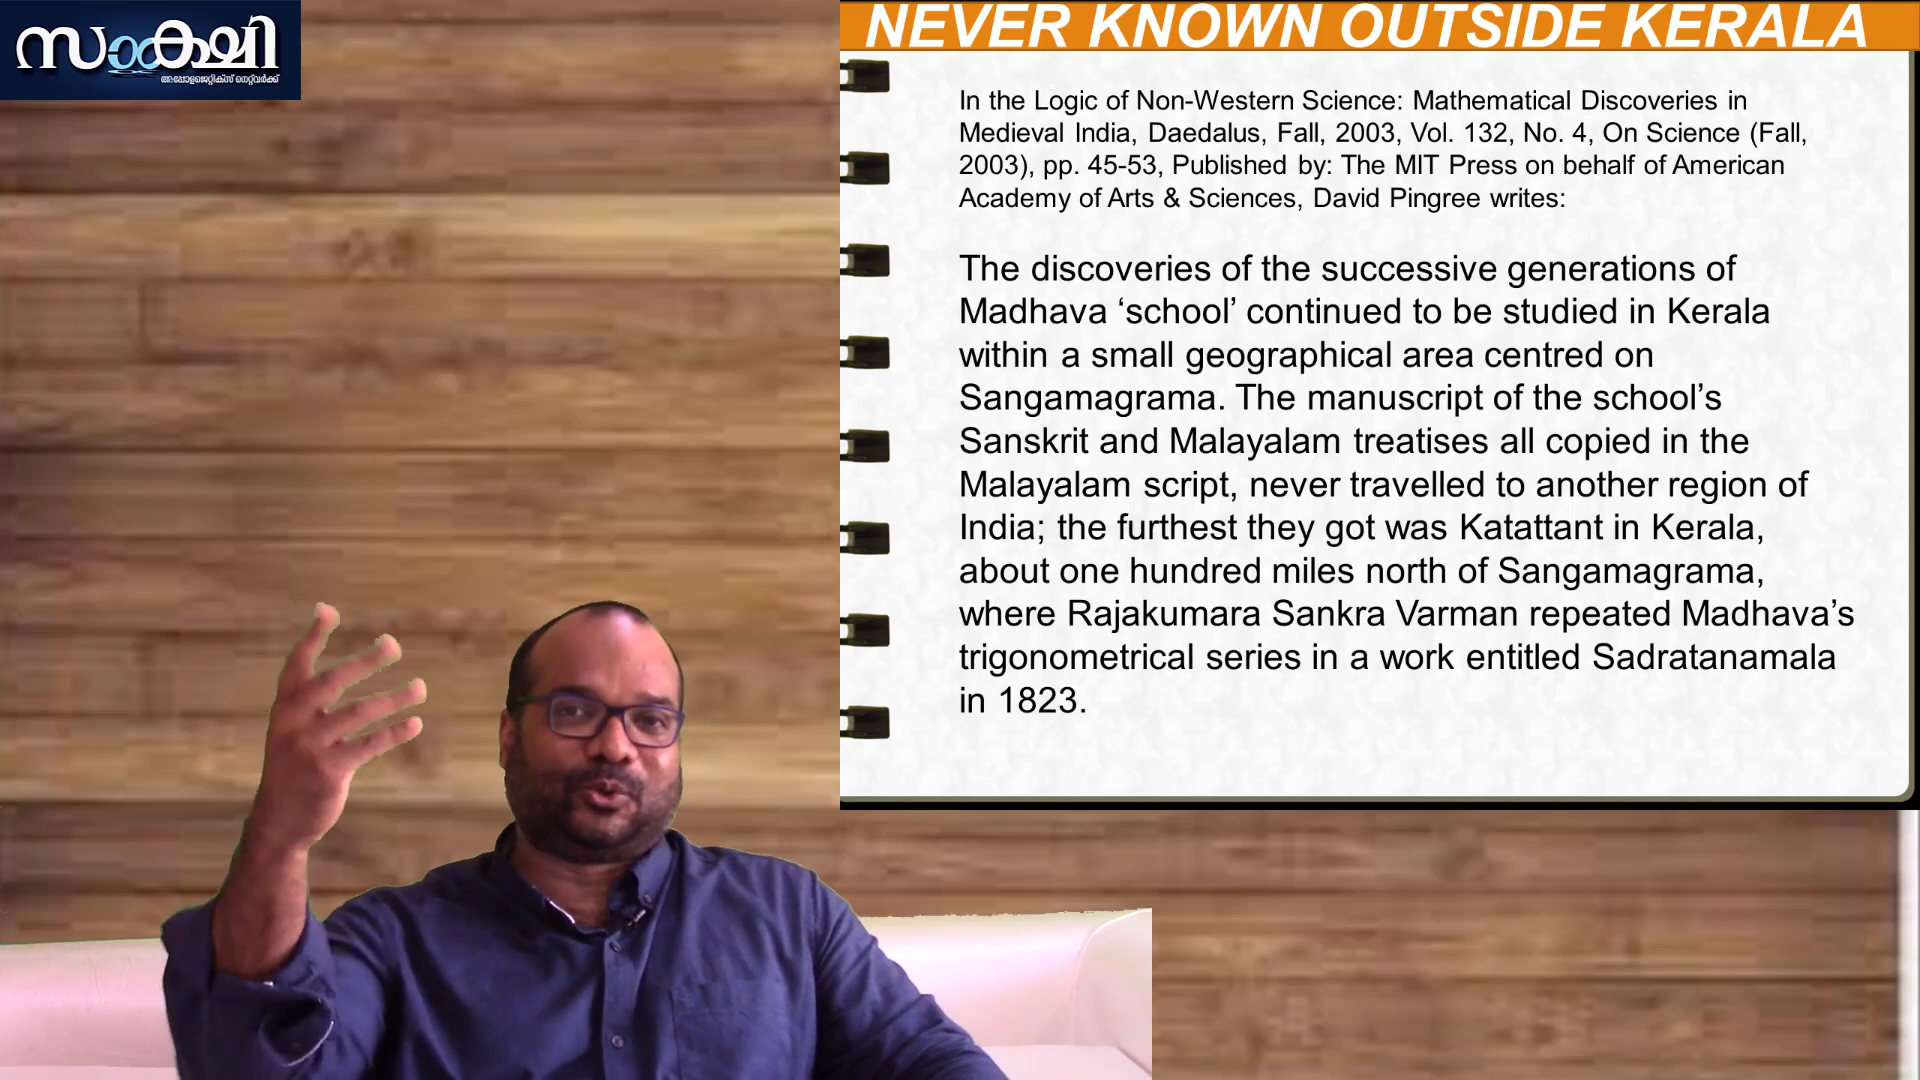 സാക്ഷി
അപ്പോളജെറ്റിക്സ് നെറ്റ്‌വർക്ക്
NEVER KNOWN OUTSIDE KERALA
In the Logic of Non-Western Science: Mathematical Discoveries in
Medieval India, Daedalus, Fall, 2003, Vol. 132, No. 4, On Science (Fall,
2003), pp. 45-53, Published by: The MIT Press on behalf of American
Academy of Arts & Sciences, David Pingree writes:
The discoveries of the successive generations of
Madhava ‘school’ continued to be studied in Kerala
within a small geographical area centred on
Sangamagrama. The manuscript of the school’s
Sanskrit and Malayalam treatises all copied in the
Malayalam script, never travelled to another region of
India; the furthest they got was Katattant in Kerala,
about one hundred miles north of Sangamagrama,
where Rajakumara Sankra Varman repeated Madhava’s
trigonometrical series in a work entitled Sadratanamala
in 1823.